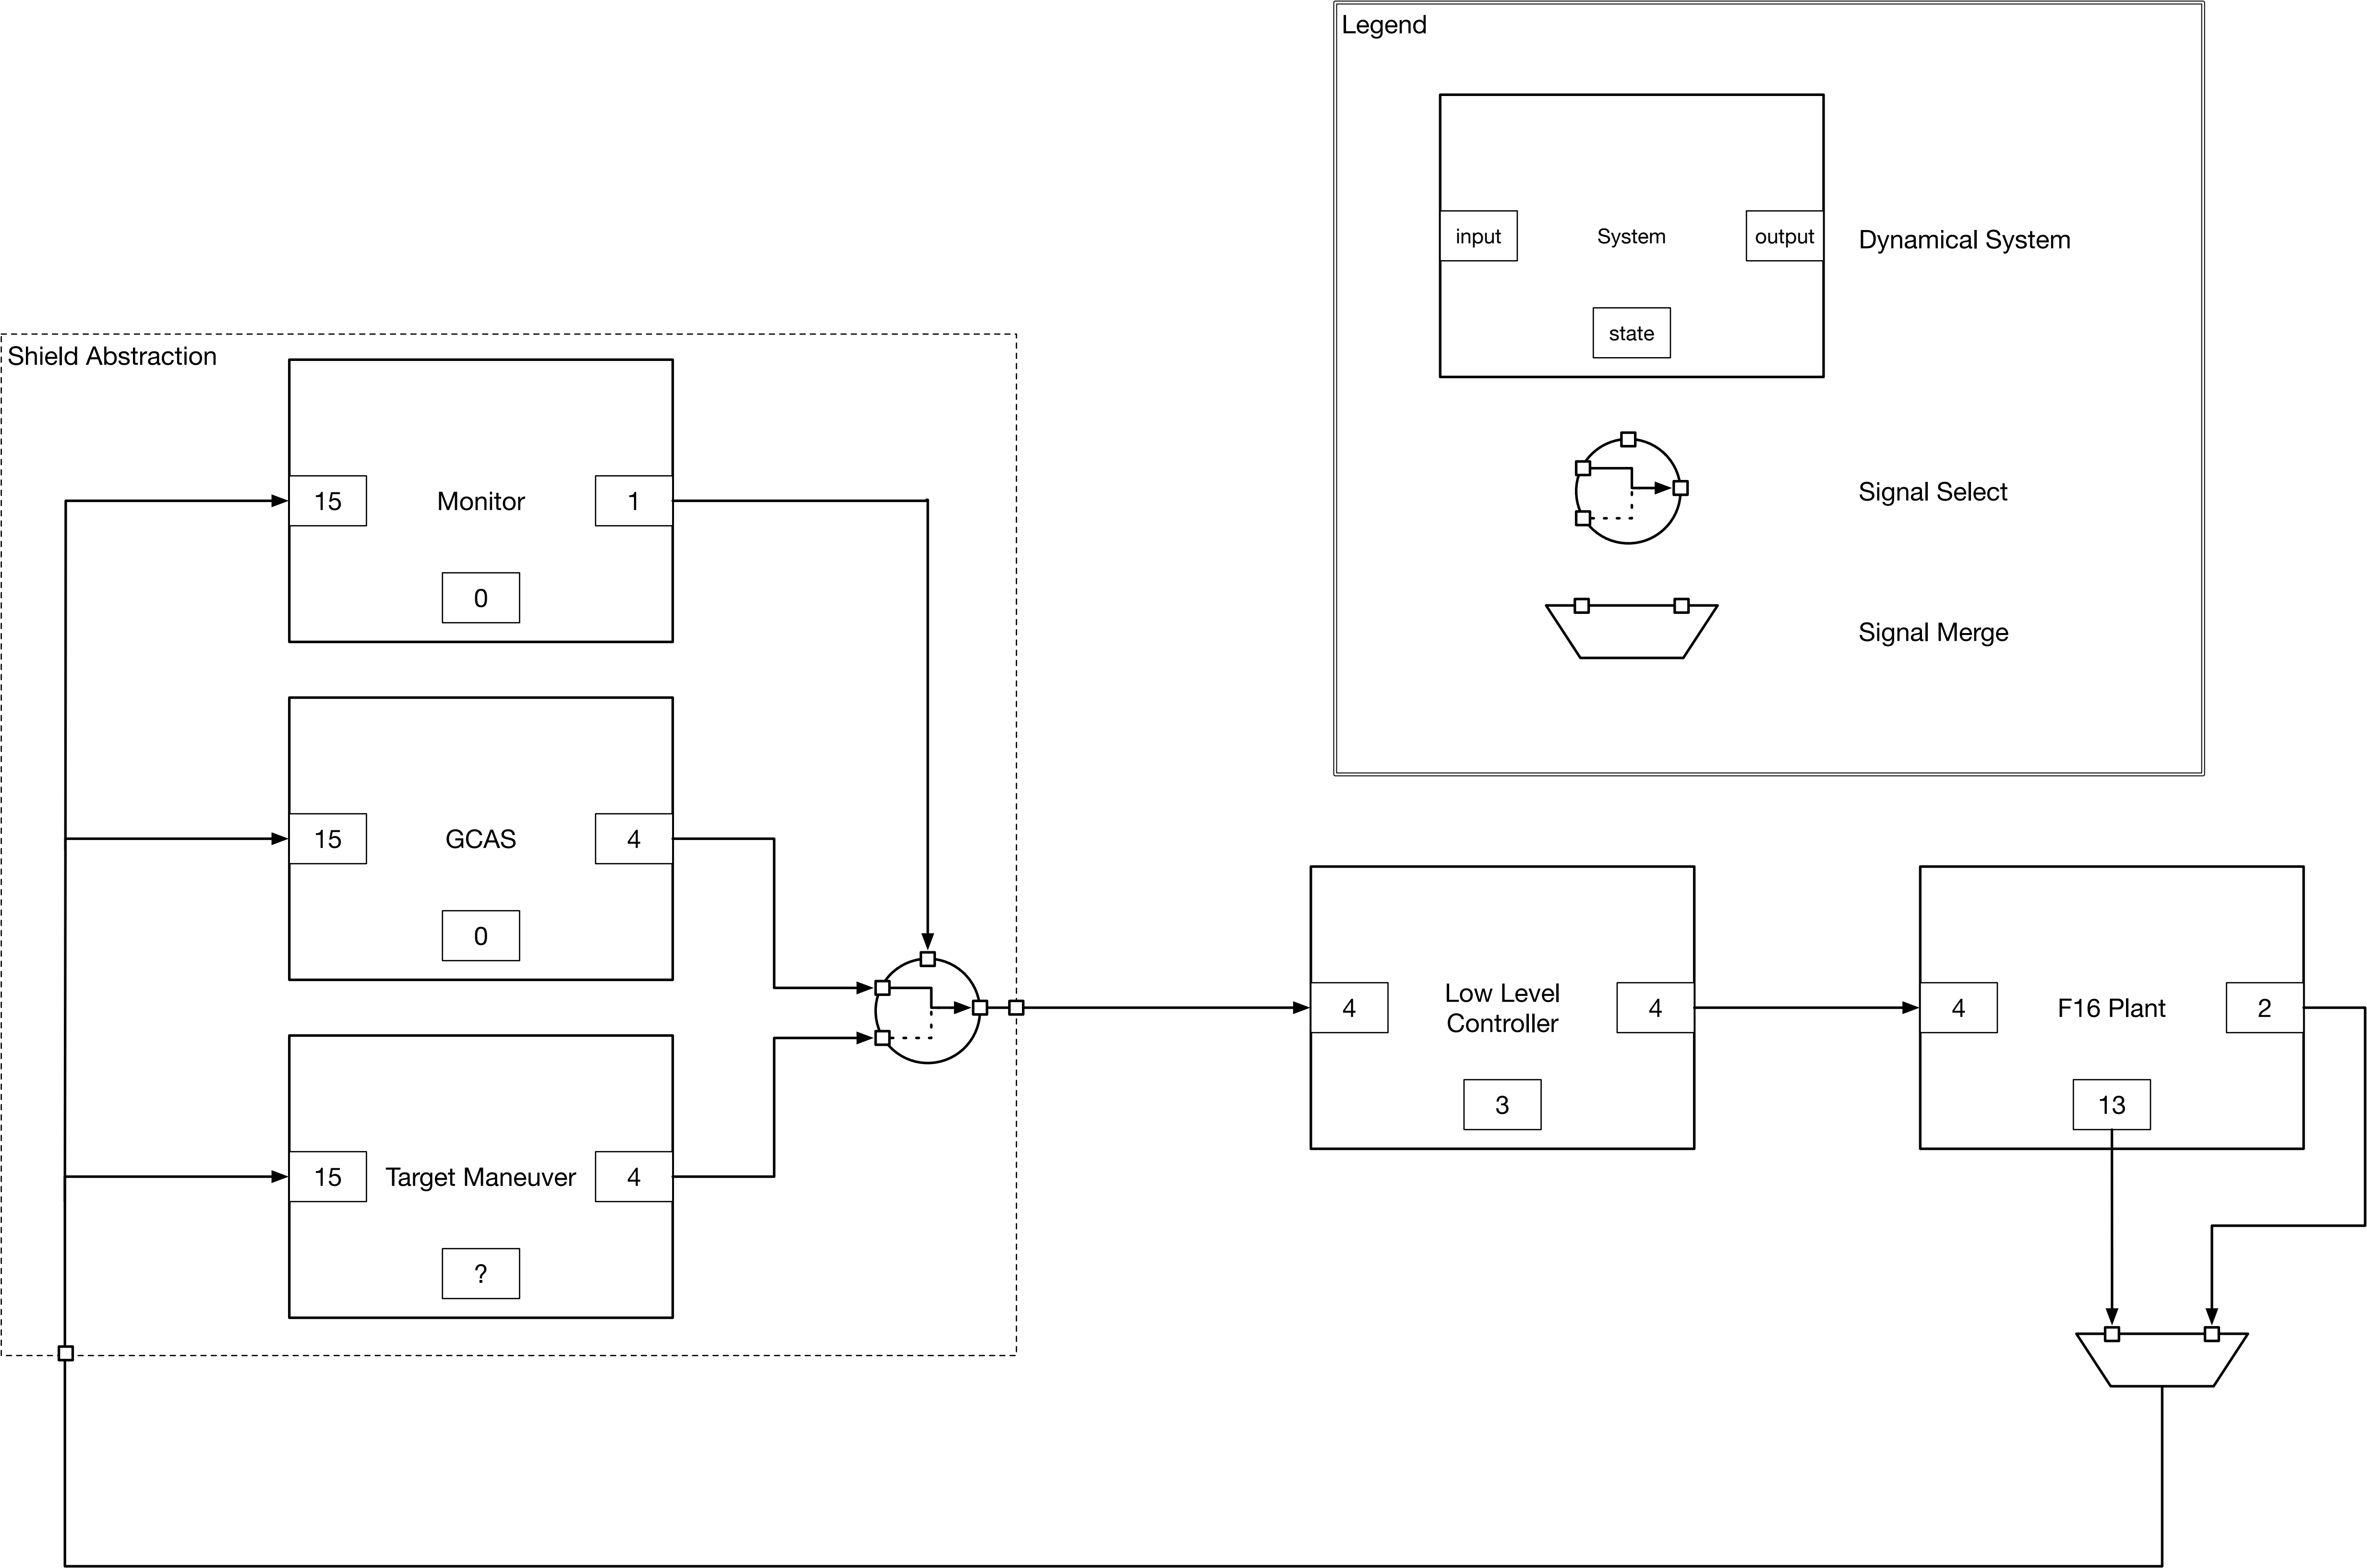 Legend
input
System
output
state
Dynamical System
Signal Select
Signal Merge
Shield Abstraction
15
Monitor
1
0
15
GCAS
4
0
15
Target Maneuver
4
?
4
Low Level
Controller
4
3
4
F16 Plant
2
13